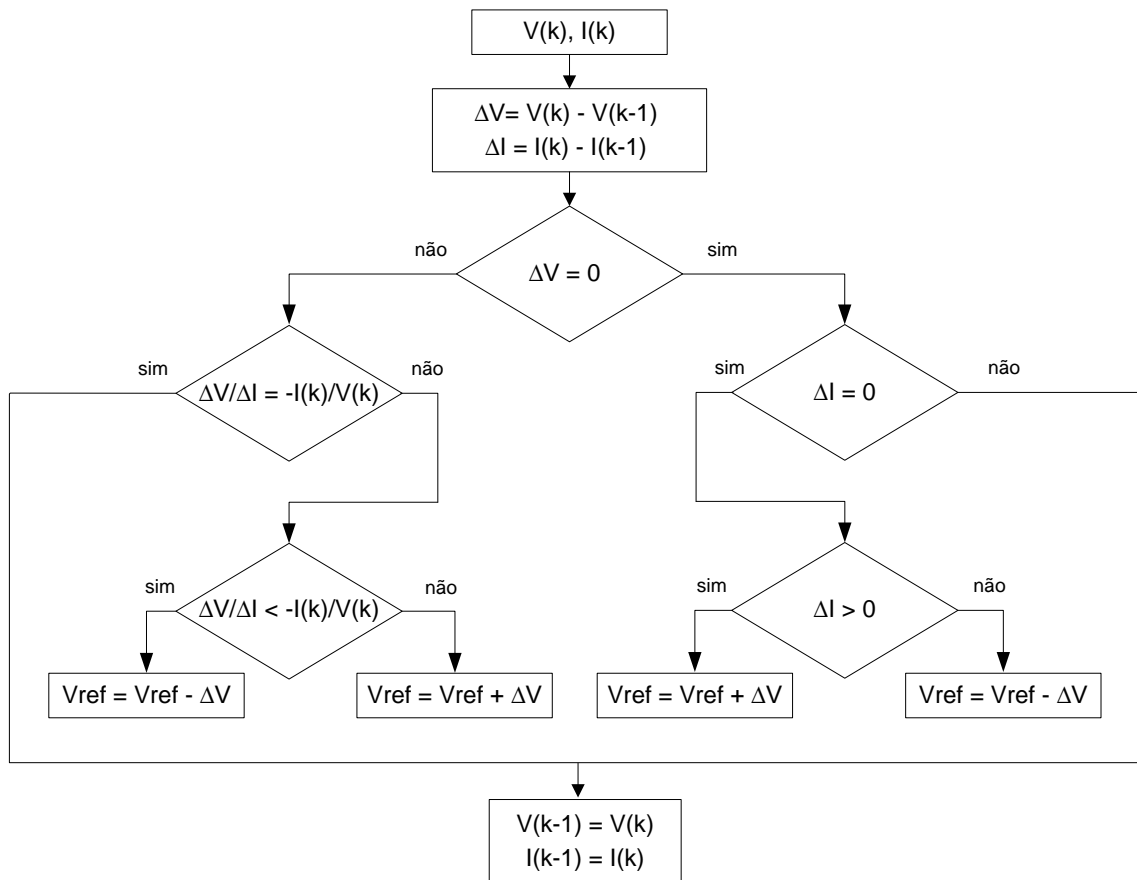 V(k), I(k)
ΔV= V(k) - V(k-1)
ΔI = I(k) - I(k-1)
não
sim
ΔV = 0
sim
ΔV/ΔI = -I(k)/V(k)
não
sim
ΔI = 0
não
sim
ΔV/ΔI < -I(k)/V(k)
não
sim
ΔI > 0
não
Vref = Vref - ΔV
Vref = Vref + ΔV
Vref = Vref + ΔV
Vref = Vref - ΔV
V(k-1) = V(k)
I(k-1) = I(k)